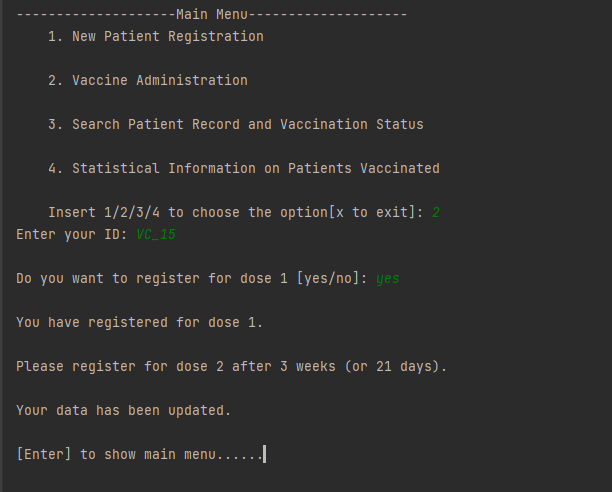 --------------------Main Menu--------------------
1. New Patient Registration
2. Vaccine Administration
3. Search Patient Record and Vaccination Status
4. Statistical Information on Patients Vaccinated
Insert 1/2/3/4 to choose the option[x to exit]: 2
Enter your ID: VC_15
Do you want to register for dose 1 [yes/no]: yes
You have registered for dose 1.
Please register for dose 2 after 3 weeks (or 21 days).
Your data has been updated.
[Enter] to show main menu......